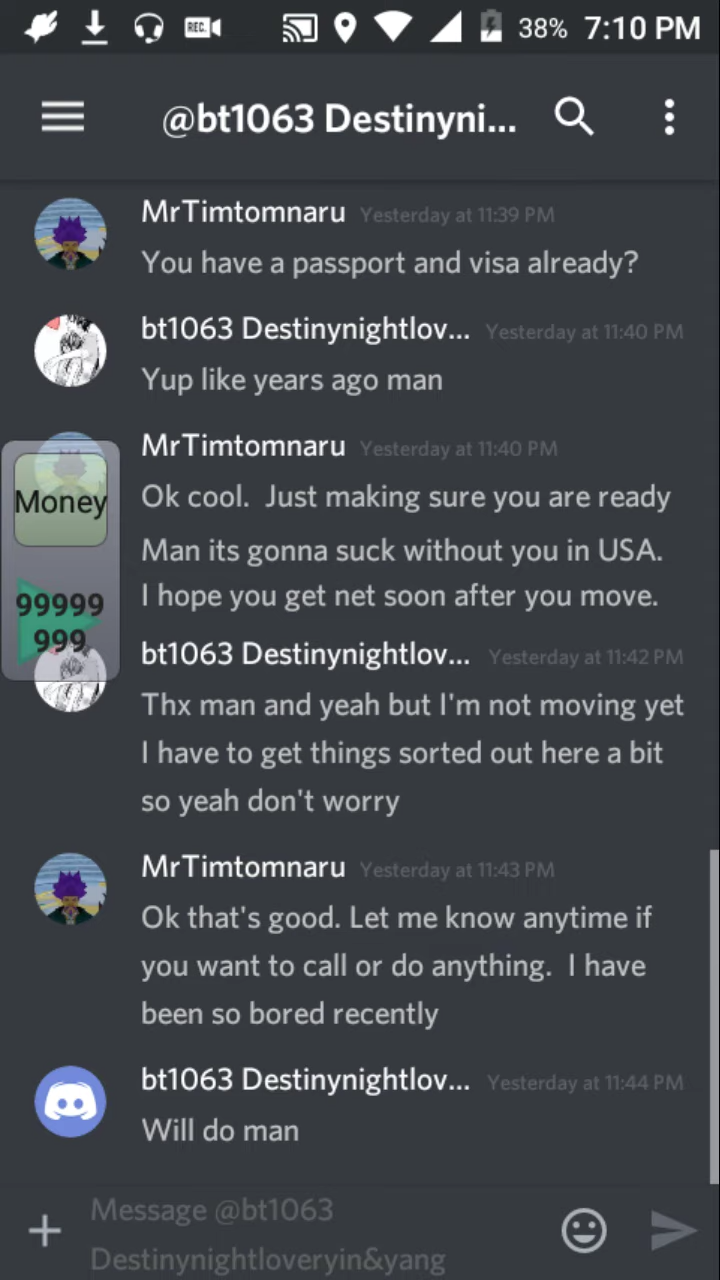 REC.
38% 7:10 PM
@bt1063 Destinyni...
MrTimtomnaru Yesterday at 11:39 PM
You have a passport and visa already?
bt1063 Destinynightlov... Yesterday at 11:40 PM
Yup like years ago man
MrTimtomnaru Yesterday at 11:40 PM
Ok cool.  Just making sure you are ready
Man its gonna suck without you in USA.
I hope you get net soon after you move.
Money
99999
999
bt1063 Destinynightlov... Yesterday at 11:42 PM
Thx man and yeah but I'm not moving yet
I have to get things sorted out here a bit
so yeah don't worry
MrTimtomnaru Yesterday at 11:43 PM
Ok that's good. Let me know anytime if
you want to call or do anything.  I have
been so bored recently
bt1063 Destinynightlov... Yesterday at 11:44 PM
Will do man
Message @bt1063
Destinynightloveryin&yang